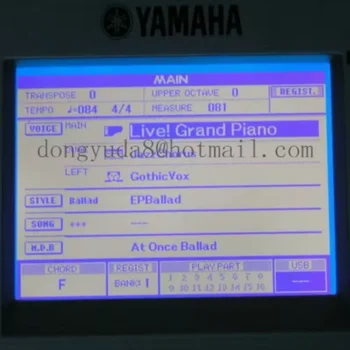 YAMAHA
MAIN
TRANSPOSE 0 UPPER OCTAVE 0 REGIST.
TEMPO ♩=084 4/4 MEASURE 081
VOICE MAIN Live! Grand Piano
dongyuda8@hotmail.com
LEFT GothicVox
STYLE Ballad EPBallad
SONG *** ---
M.D.B At Once Ballad
CHORD REGIST PLAY PART USB
F BANK 1 1 2 3 4 5 6 7 8
9 10 11 12 13 14 15 16